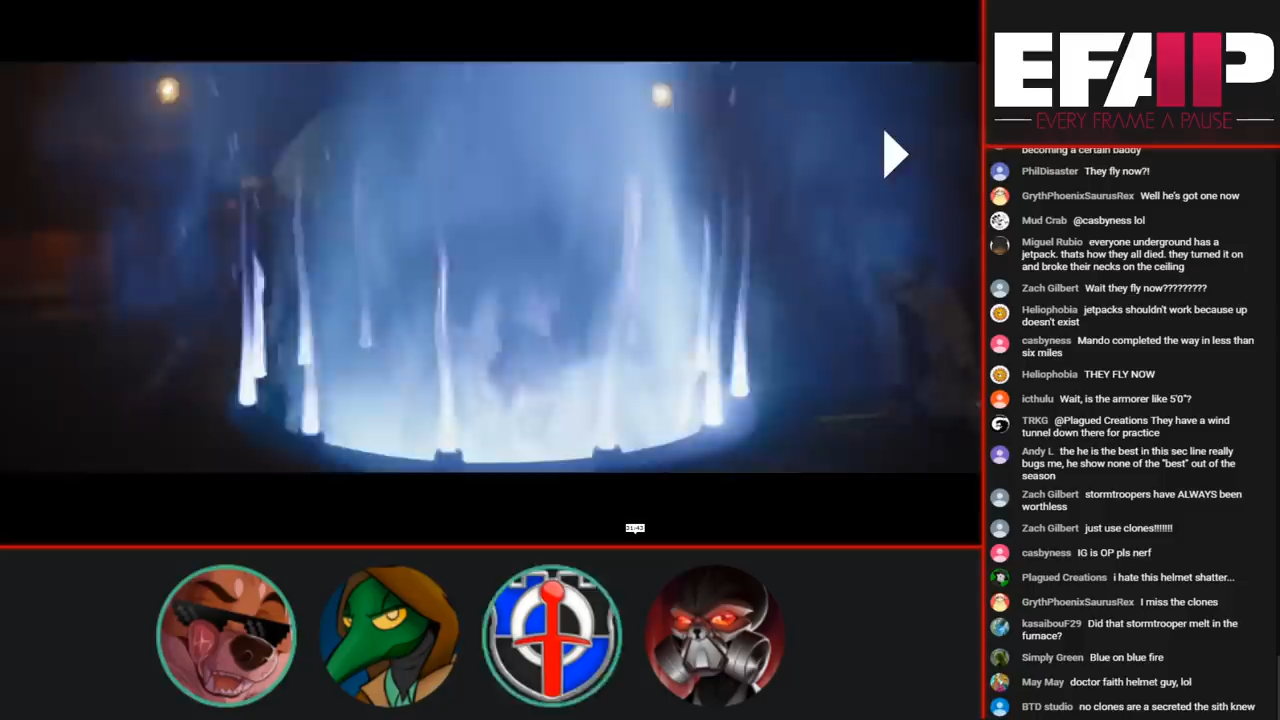 EFAP
EVERY FRAME A PAUSE
becoming a certain baddy
PhilDisaster They fly now?!
GrythPhoenixSaurusRex Well he's got one now
Mud Crab @casbyness lol
Miguel Rubio everyone underground has a
jetpack. thats how they all died. they turned it on
and broke their necks on the ceiling
Zach Gilbert Wait they fly now?????????
Heliophobia jetpacks shouldn't work because up
doesn't exist
casbyness Mando completed the way in less than
six miles
Heliophobia THEY FLY NOW
icthulu Wait, is the armorer like 5'0"?
TRKG @Plagued Creations They have a wind
tunnel down there for practice
Andy L the he is the best in this sec line really
bugs me, he show none of the "best" out of the
season
Zach Gilbert stormtroopers have ALWAYS been
worthless
Zach Gilbert just use clones!!!!!!!
casbyness IG is OP pls nerf
Plagued Creations i hate this helmet shatter...
GrythPhoenixSaurusRex I miss the clones
kasaibouF29 Did that stormtrooper melt in the
furnace?
Simply Green Blue on blue fire
May May doctor faith helmet guy, lol
BTD studio no clones are a secreted the sith knew
31:43